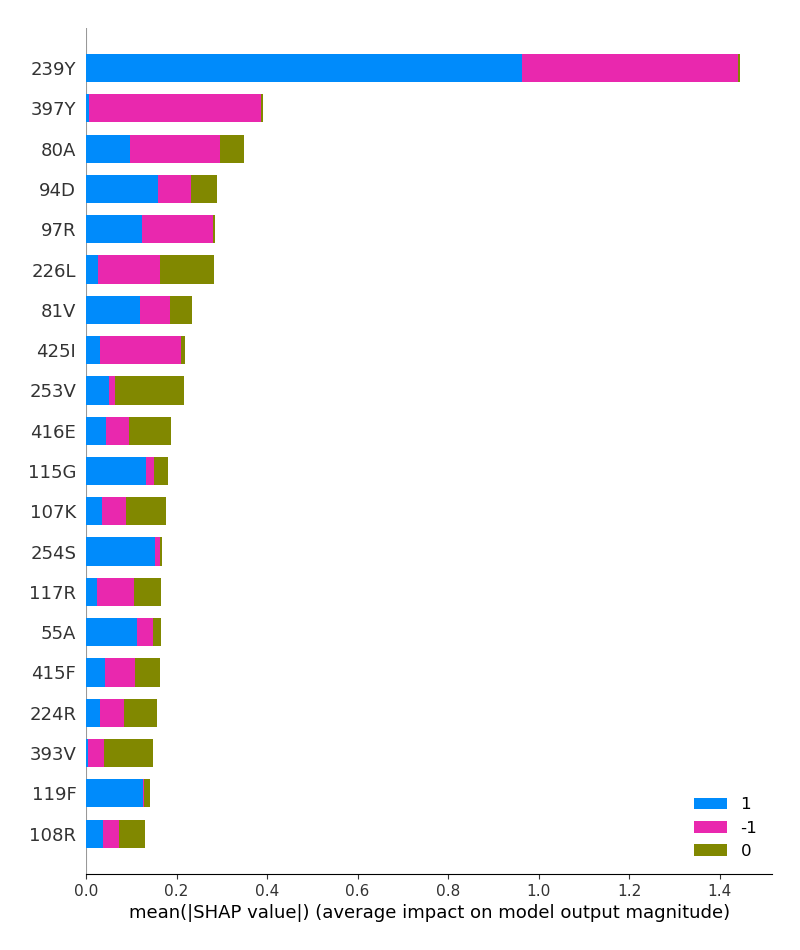 239Y
397Y
80A
94D
97R
226L
81V
425I
253V
416E
115G
107K
254S
117R
55A
415F
224R
393V
119F
108R
1
-1
0
0.0 0.2 0.4 0.6 0.8 1.0 1.2 1.4
mean(|SHAP value|) (average impact on model output magnitude)